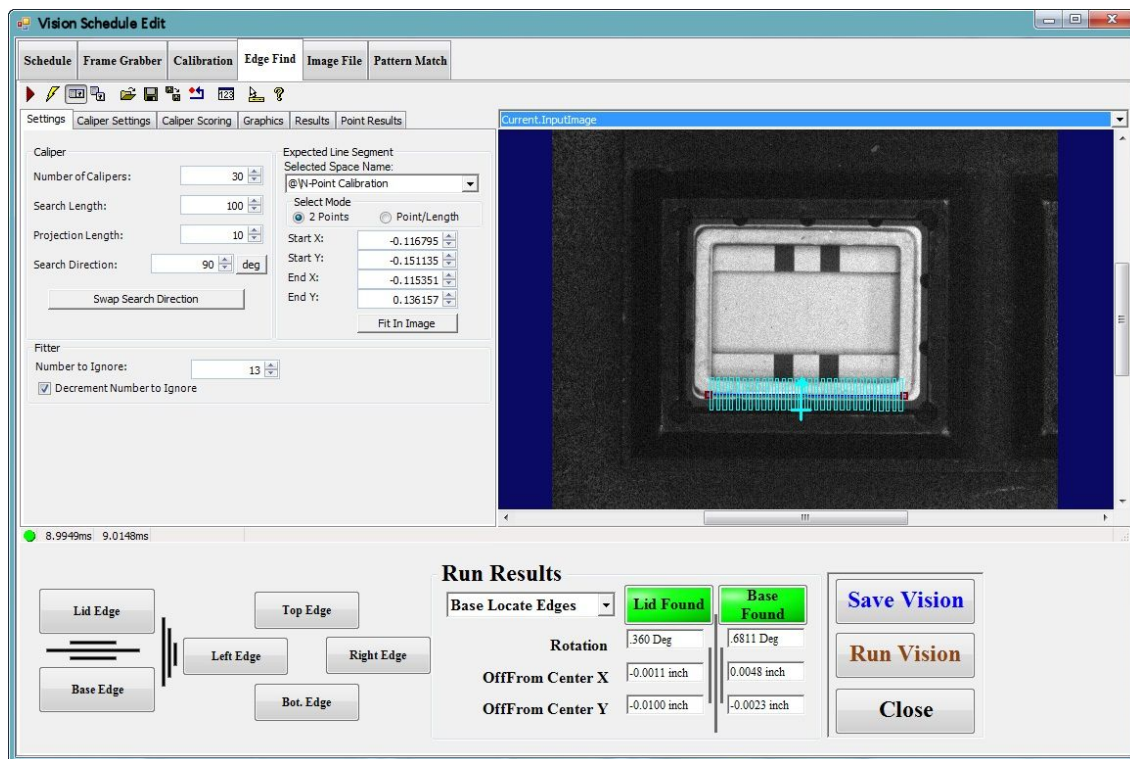 Vision Schedule Edit
Schedule Frame Grabber Calibration Edge Find Image File Pattern Match
Settings Caliper Settings Caliper Scoring Graphics Results Point Results
Current.InputImage
Caliper
Number of Calipers: 30
Search Length: 100
Projection Length: 10
Search Direction: 90 deg
Swap Search Direction
Expected Line Segment
Selected Space Name:
@\N-Point Calibration
Select Mode
2 Points Point/Length
Start X: -0.116795
Start Y: -0.151135
End X: -0.115351
End Y: 0.136157
Fit In Image
Fitter
Number to Ignore: 13
Decrement Number to Ignore
8.9949ms 9.0148ms
Lid Edge
Base Edge
Top Edge
Left Edge
Right Edge
Bot. Edge
Run Results
Base Locate Edges Lid Found Base Found
Rotation .360 Deg .6811 Deg
OffFrom Center X -0.0011 inch 0.0048 inch
OffFrom Center Y -0.0100 inch -0.0023 inch
Save Vision
Run Vision
Close